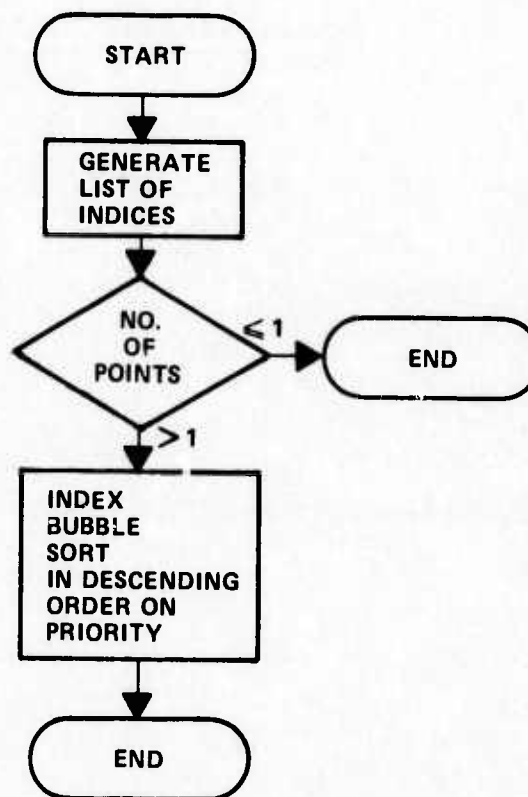 START
GENERATE
LIST OF
INDICES
NO.
OF
POINTS
⩽ 1
END
> 1
INDEX
BUBBLE
SORT
IN DESCENDING
ORDER ON
PRIORITY
END